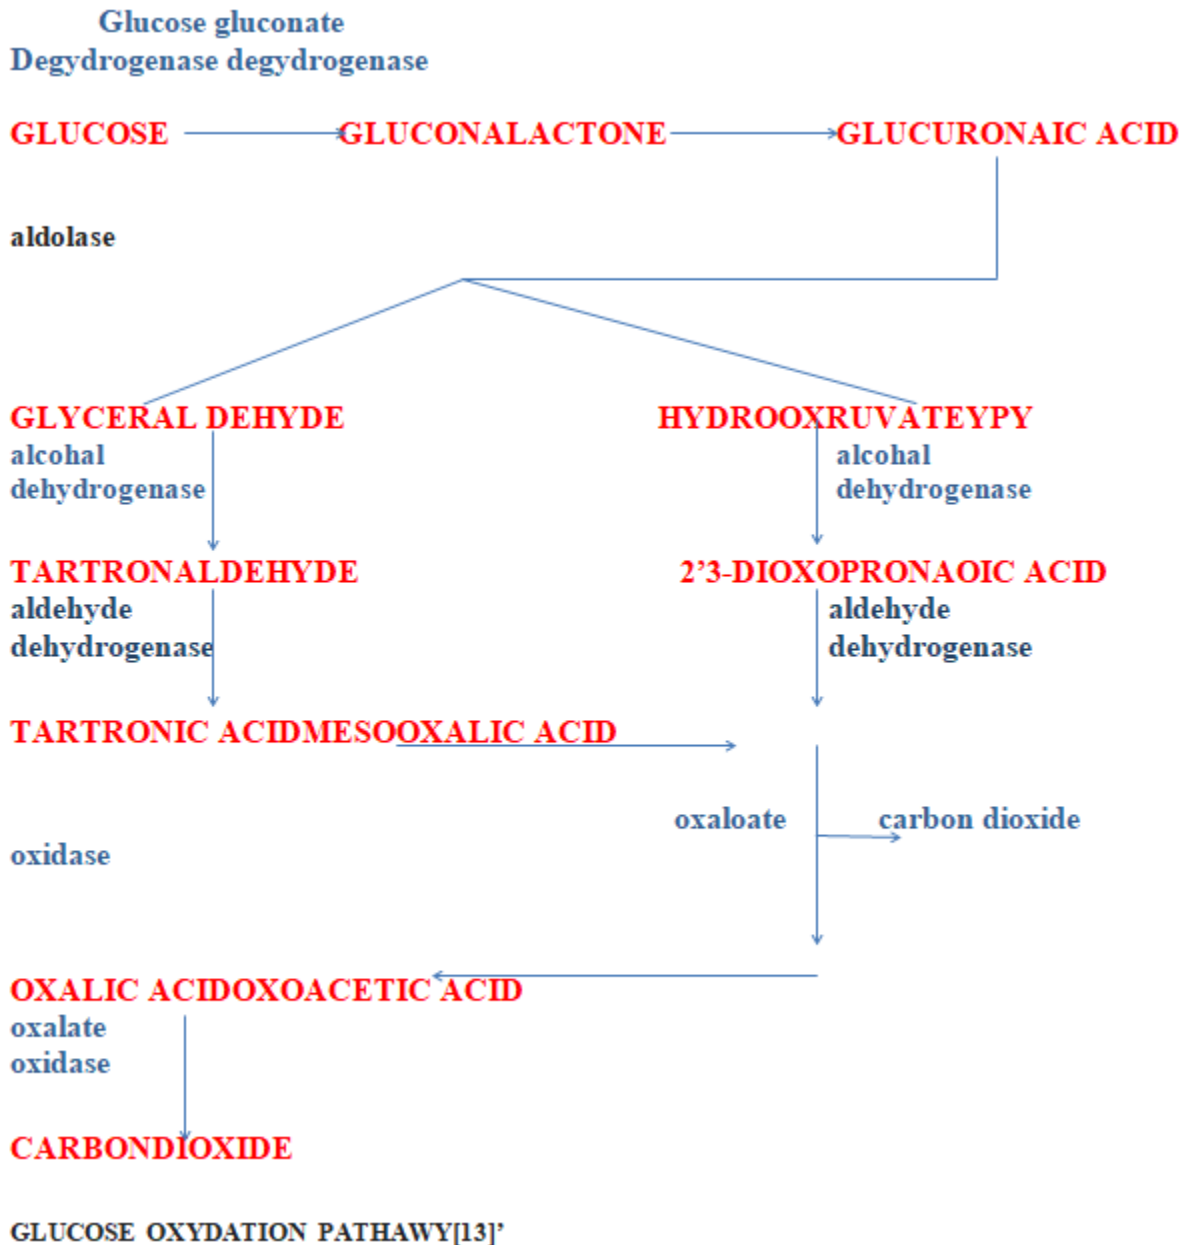 Glucose gluconate
Degydrogenase degydrogenase
GLUCOSE GLUCONALACTONE GLUCURONAIC ACID
aldolase
GLYCERAL DEHYDE HYDROOXRUVATEYPY
alcohal alcohal
dehydrogenase dehydrogenase
TARTRONALDEHYDE 2’3-DIOXOPRONAOIC ACID
aldehyde aldehyde
dehydrogenase dehydrogenase
TARTRONIC ACIDMESOOXALIC ACID
oxaloate carbon dioxide
oxidase
OXALIC ACIDOXOACETIC ACID
oxalate
oxidase
CARBONDIOXIDE
GLUCOSE OXYDATION PATHAWY[13]’